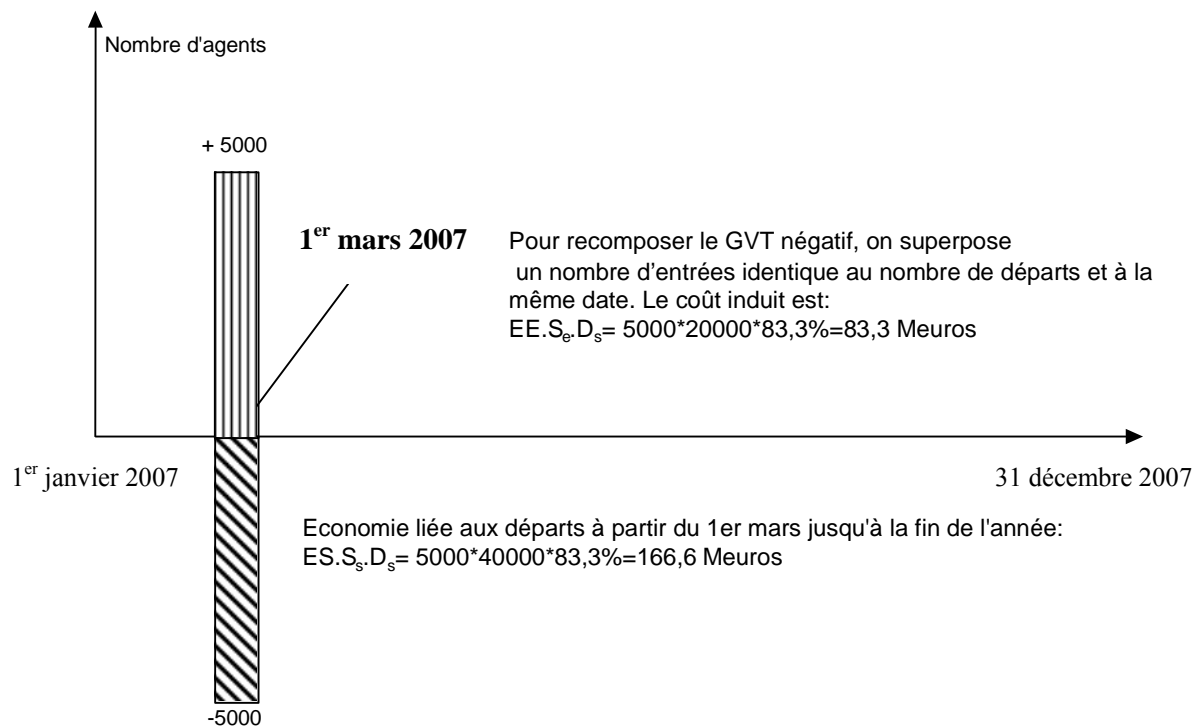 Nombre d'agents
+ 5000
1er mars 2007
Pour recomposer le GVT négatif, on superpose
un nombre d'entrées identique au nombre de départs et à la
même date. Le coût induit est:
EE.Se.Ds= 5000*20000*83,3%=83,3 Meuros
1er janvier 2007
31 décembre 2007
Economie liée aux départs à partir du 1er mars jusqu'à la fin de l'année:
ES.Ss.Ds= 5000*40000*83,3%=166,6 Meuros
-5000